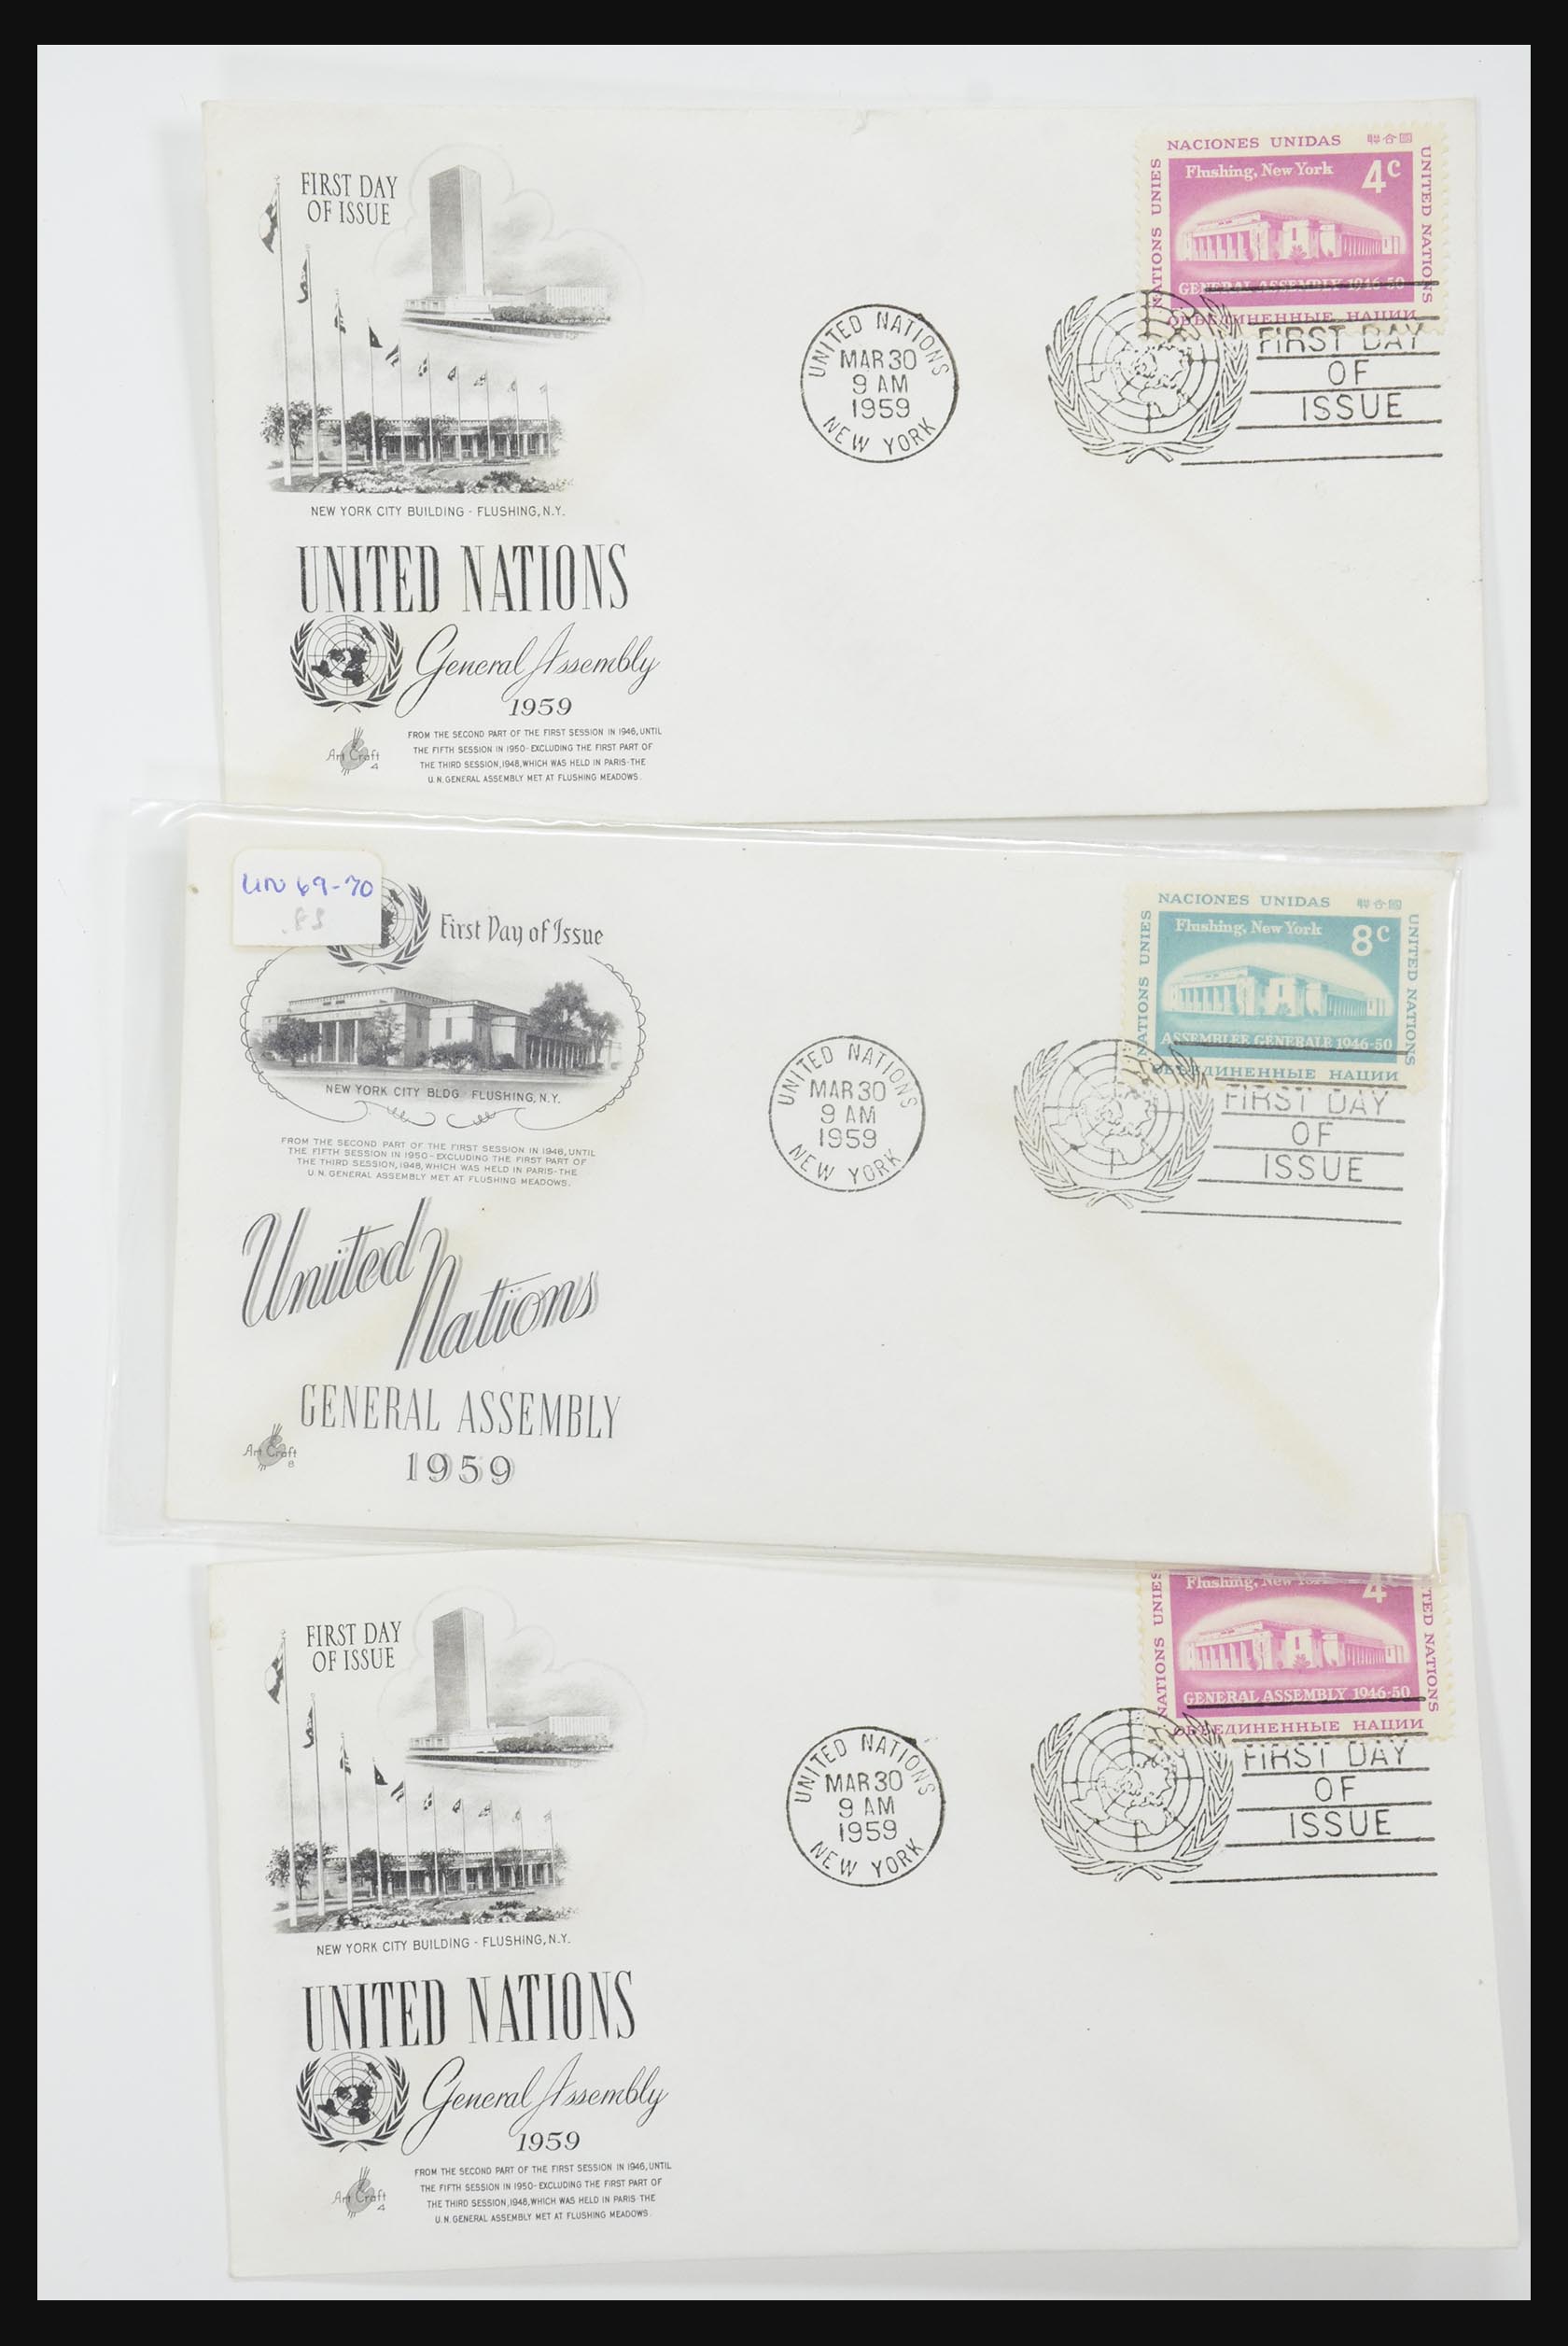 FIRST DAY
OF ISSUE
NEW YORK CITY BUILDING - FLUSHING, N.Y.
UNITED NATIONS
General Assembly
1959
FROM THE SECOND PART OF THE FIRST SESSION IN 1946, UNTIL
THE FIFTH SESSION IN 1950-EXCLUDING THE FIRST PART OF
THE THIRD SESSION, 1948, WHICH WAS HELD IN PARIS-THE
U.N. GENERAL ASSEMBLY MET AT FLUSHING MEADOWS.
Art Craft
4
UNITED NATIONS
MAR 30
9 AM
1959
NEW YORK
NACIONES UNIDAS 聯合國
NATIONS UNIES
Flushing, New York 4c
UNITED NATIONS
GENERAL ASSEMBLY 1946-50
ОБЪЕДИНЕННЫЕ НАЦИИ
FIRST DAY
OF
ISSUE
UN 69-70
First Day of Issue
NEW YORK CITY BLDG - FLUSHING, N.Y.
FROM THE SECOND PART OF THE FIRST SESSION IN 1946, UNTIL
THE FIFTH SESSION IN 1950-EXCLUDING THE FIRST PART OF
THE THIRD SESSION, 1948, WHICH WAS HELD IN PARIS-THE
U.N. GENERAL ASSEMBLY MET AT FLUSHING MEADOWS.
United
Nations
GENERAL ASSEMBLY
1959
Art Craft
8
UNITED NATIONS
MAR 30
9 AM
1959
NEW YORK
NACIONES UNIDAS 聯合國
NATIONS UNIES
Flushing, New York 8c
UNITED NATIONS
ASSEMBLEE GENERALE 1946-50
ОБЪЕДИНЕННЫЕ НАЦИИ
FIRST DAY
OF
ISSUE
FIRST DAY
OF ISSUE
NEW YORK CITY BUILDING - FLUSHING, N.Y.
UNITED NATIONS
General Assembly
1959
FROM THE SECOND PART OF THE FIRST SESSION IN 1946, UNTIL
THE FIFTH SESSION IN 1950-EXCLUDING THE FIRST PART OF
THE THIRD SESSION, 1948, WHICH WAS HELD IN PARIS-THE
U.N. GENERAL ASSEMBLY MET AT FLUSHING MEADOWS.
Art Craft
4
UNITED NATIONS
MAR 30
9 AM
1959
NEW YORK
NATIONS UNIES
Flushing, New York 4c
UNITED NATIONS
GENERAL ASSEMBLY 1946-50
ОБЪЕДИНЕННЫЕ НАЦИИ
FIRST DAY
OF
ISSUE